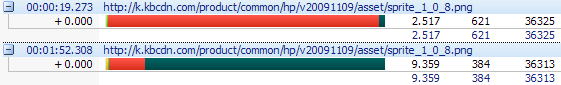 00:00:19.273 http://k.kbcdn.com/product/common/hp/v20091109/asset/sprite_1_0_8.png
+ 0.000 2.517 621 36325
2.517 621 36325
00:01:52.308 http://k.kbcdn.com/product/common/hp/v20091109/asset/sprite_1_0_8.png
+ 0.000 9.359 384 36313
9.359 384 36313